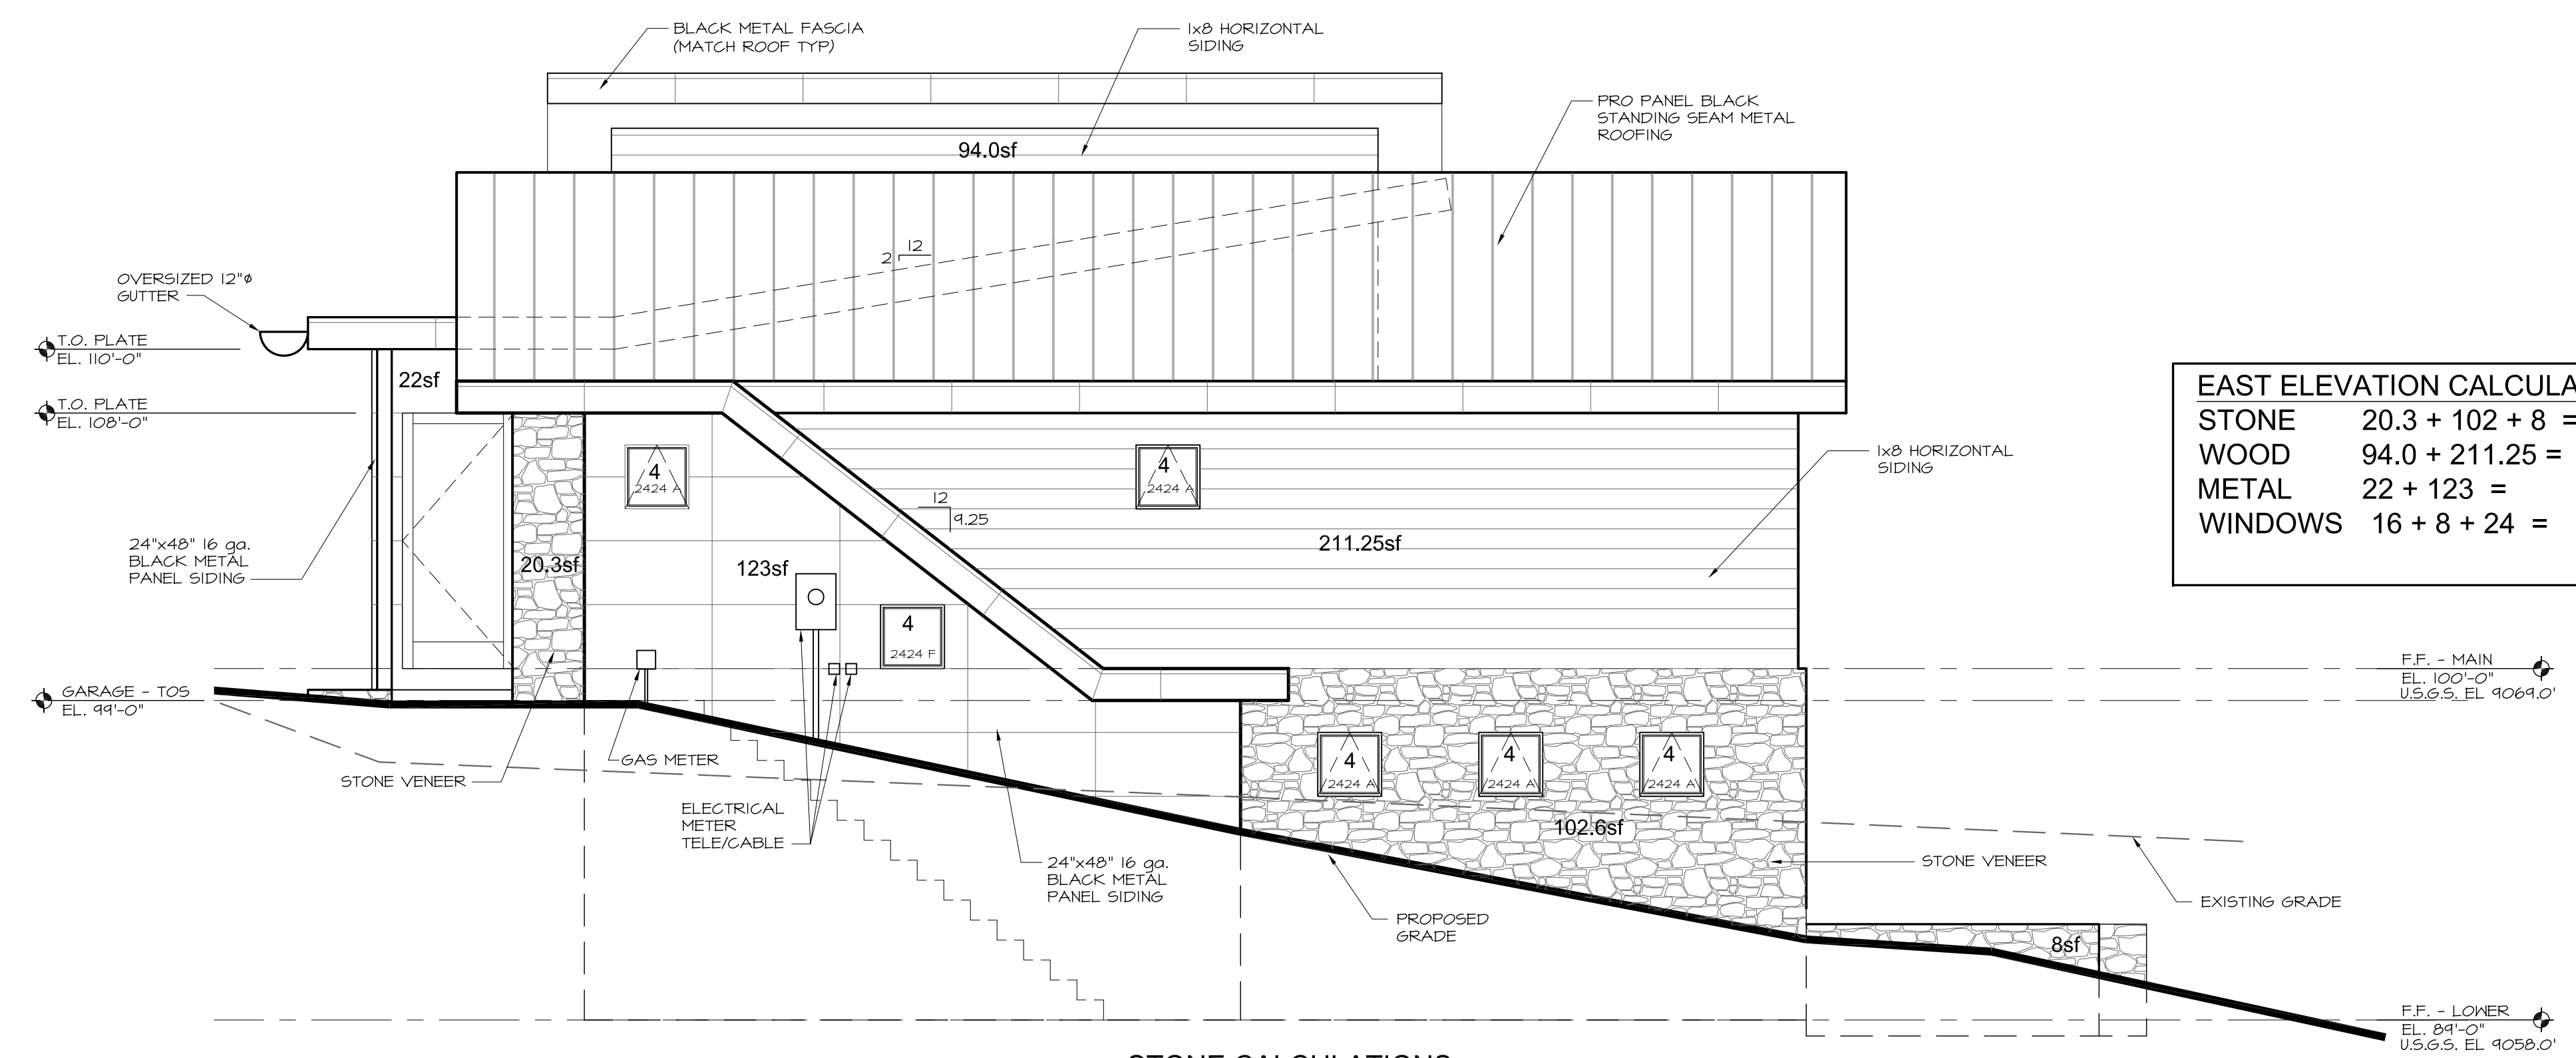 BLACK METAL FASCIA
(MATCH ROOF TYP)
1x8 HORIZONTAL
SIDING
PRO PANEL BLACK
STANDING SEAM METAL
ROOFING
94.0sf
12
2
OVERSIZED 12"ø
GUTTER
T.O. PLATE
EL. 110'-0"
22sf
T.O. PLATE
EL. 108'-0"
EAST ELEVATION CALCULA
STONE 20.3 + 102 + 8 =
WOOD 94.0 + 211.25 =
METAL 22 + 123 =
WINDOWS 16 + 8 + 24 =
4
2424 A
4
2424 A
1x8 HORIZONTAL
SIDING
12
9.25
211.25sf
24"x48" 16 ga.
BLACK METAL
PANEL SIDING
20.3sf
123sf
4
2424 F
GARAGE - TOS
EL. 99'-0"
F.F. - MAIN
EL. 100'-0"
U.S.G.S. EL 9069.0'
STONE VENEER
GAS METER
4
2424 A
4
2424 A
4
2424 A
ELECTRICAL
METER
TELE/CABLE
102.6sf
24"x48" 16 ga.
BLACK METAL
PANEL SIDING
STONE VENEER
PROPOSED
GRADE
EXISTING GRADE
8sf
F.F. - LOWER
EL. 89'-0"
U.S.G.S. EL 9058.0'
STONE CALCULATIONS